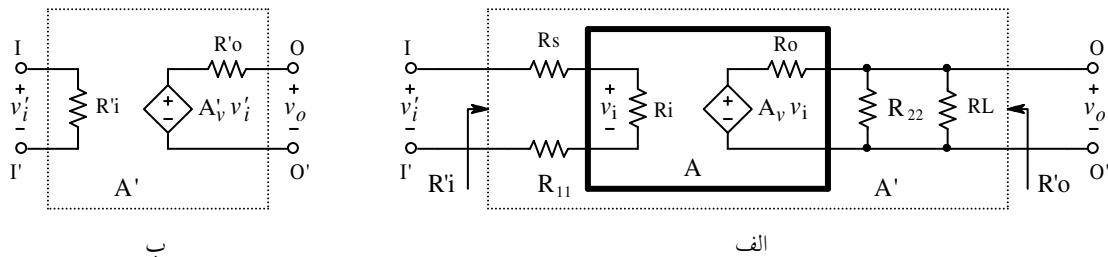 I
I'
+
v'i
−
R'i
A'v v'i
+
−
R'o
O
+
vo
−
O'
A'
ب
I
I'
+
v'i
−
R'i
Rs
R11
+
vi
−
Ri
Av vi
+
−
Ro
A
R22
RL
A'
R'o
O
+
vo
−
O'
الف